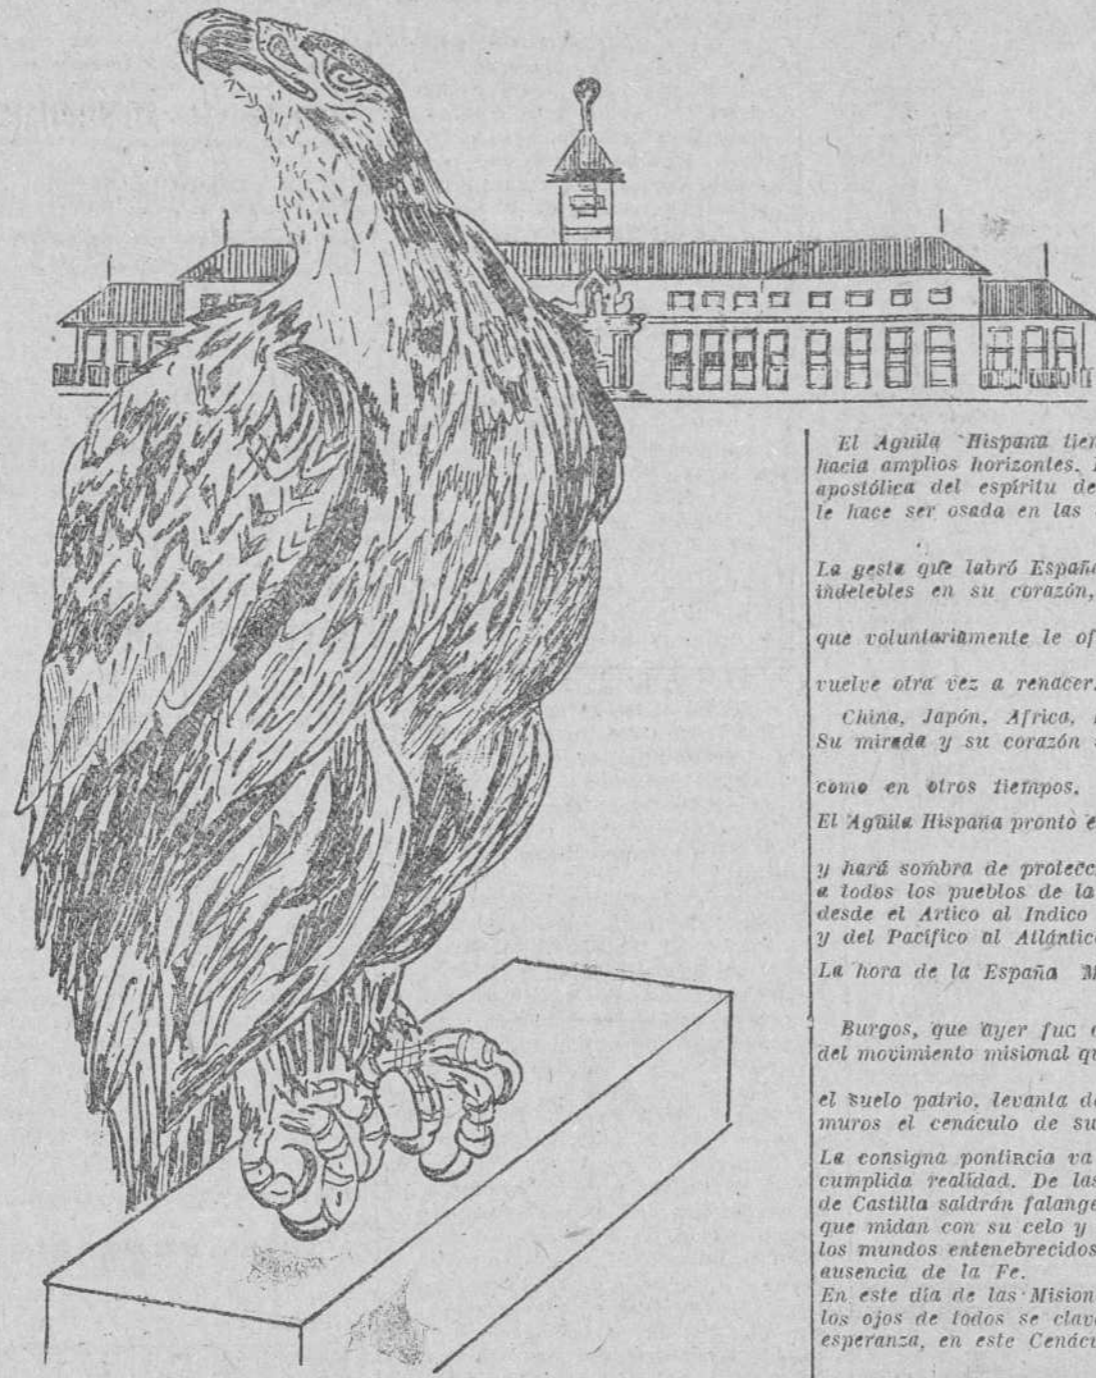 El Aguila Hispana tien
hacia amplios horizontes.
apostólica del espíritu de
le hace ser osada en las
La gesta que labró España
indelebles en su corazón,
que voluntariamente le of
vuelve otra vez a renacer.
China, Japón, Africa,
Su mirada y su corazón
como en otros tiempos.
El Aguila Hispana pronto e
y hará sombra de protecc
a todos los pueblos de la
desde el Artico al Indico
y del Pacífico al Atlántic
La hora de la España M
Burgos, que ayer fue c
del movimiento misional qu
el suelo patrio, levanta de
muros el cenáculo de su
La consigna pontincia va
cumplida realidad. De las
de Castilla saldrán falange
que midan con su celo y
los mundos entenebrecidos
ausencia de la Fe.
En este día de las Mision
los ojos de todos se clav
esperanza, en este Cenácu